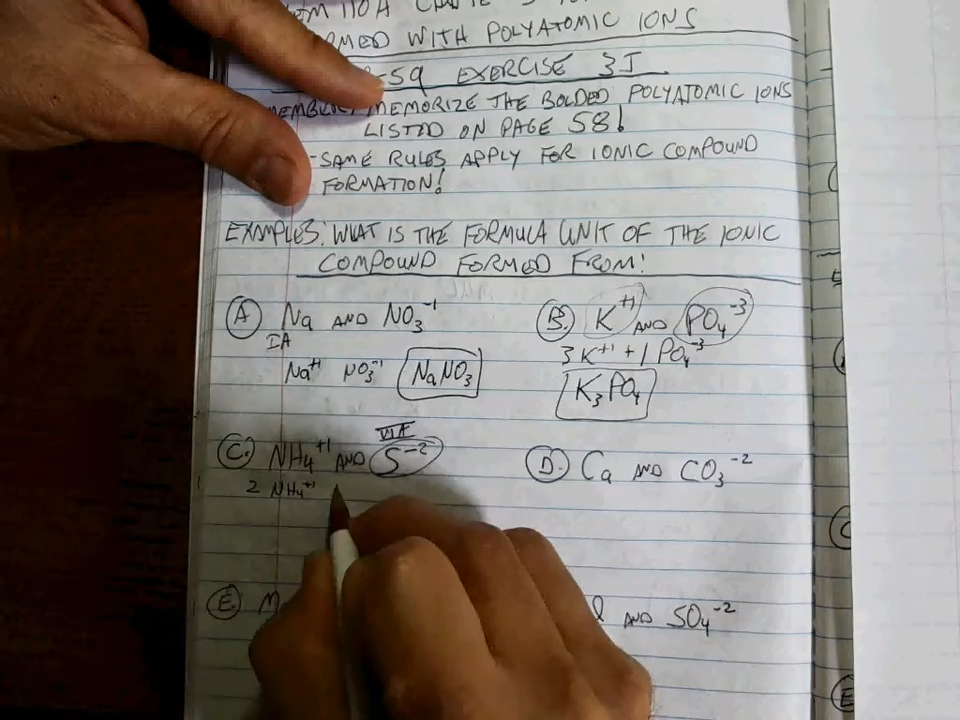 110A
FORMED WITH POLYATOMIC IONS
-59 EXERCISE 3I
MEMORIZE THE BOLDED POLYATOMIC IONS
LISTED ON PAGE 58!
-SAME RULES APPLY FOR IONIC COMPOUND
FORMATION!
EXAMPLES: WHAT IS THE FORMULA UNIT OF THE IONIC
COMPOUND FORMED FROM:
A Na AND NO₃⁻¹
IA
Na⁺¹ NO₃⁻¹ NaNO₃
B. K⁺¹ AND PO₄⁻³
3 K⁺¹ + 1 PO₄⁻³
K₃PO₄
VIA
C. NH₄⁺¹ AND S⁻²
2 NH₄⁺¹
D. Ca AND CO₃⁻²
E. M
AND SO₄⁻²